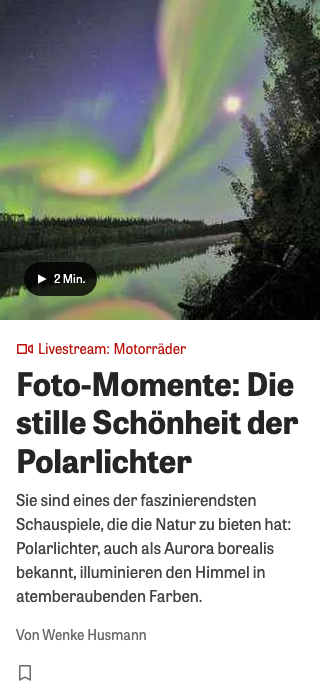 2 Min.
Livestream: Motorräder
Foto-Momente: Die
stille Schönheit der
Polarlichter
Sie sind eines der faszinierendsten
Schauspiele, die die Natur zu bieten hat:
Polarlichter, auch als Aurora borealis
bekannt, illuminieren den Himmel in
atemberaubenden Farben.
Von Wenke Husmann